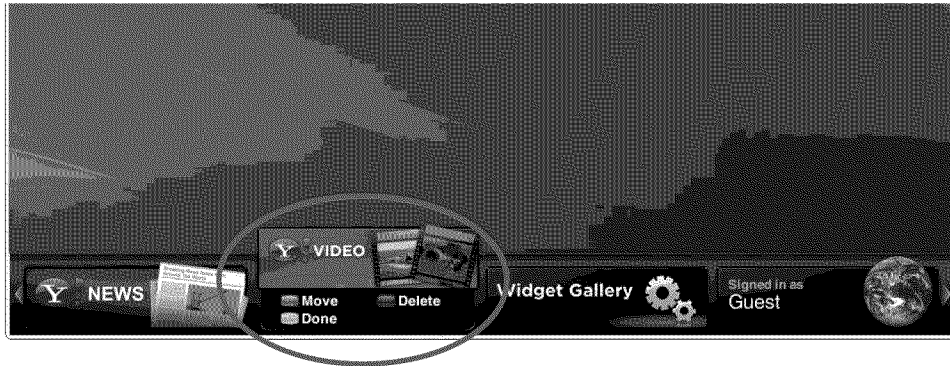 Y NEWS
Y VIDEO
Move Delete
Done
Widget Gallery
Signed in as
Guest